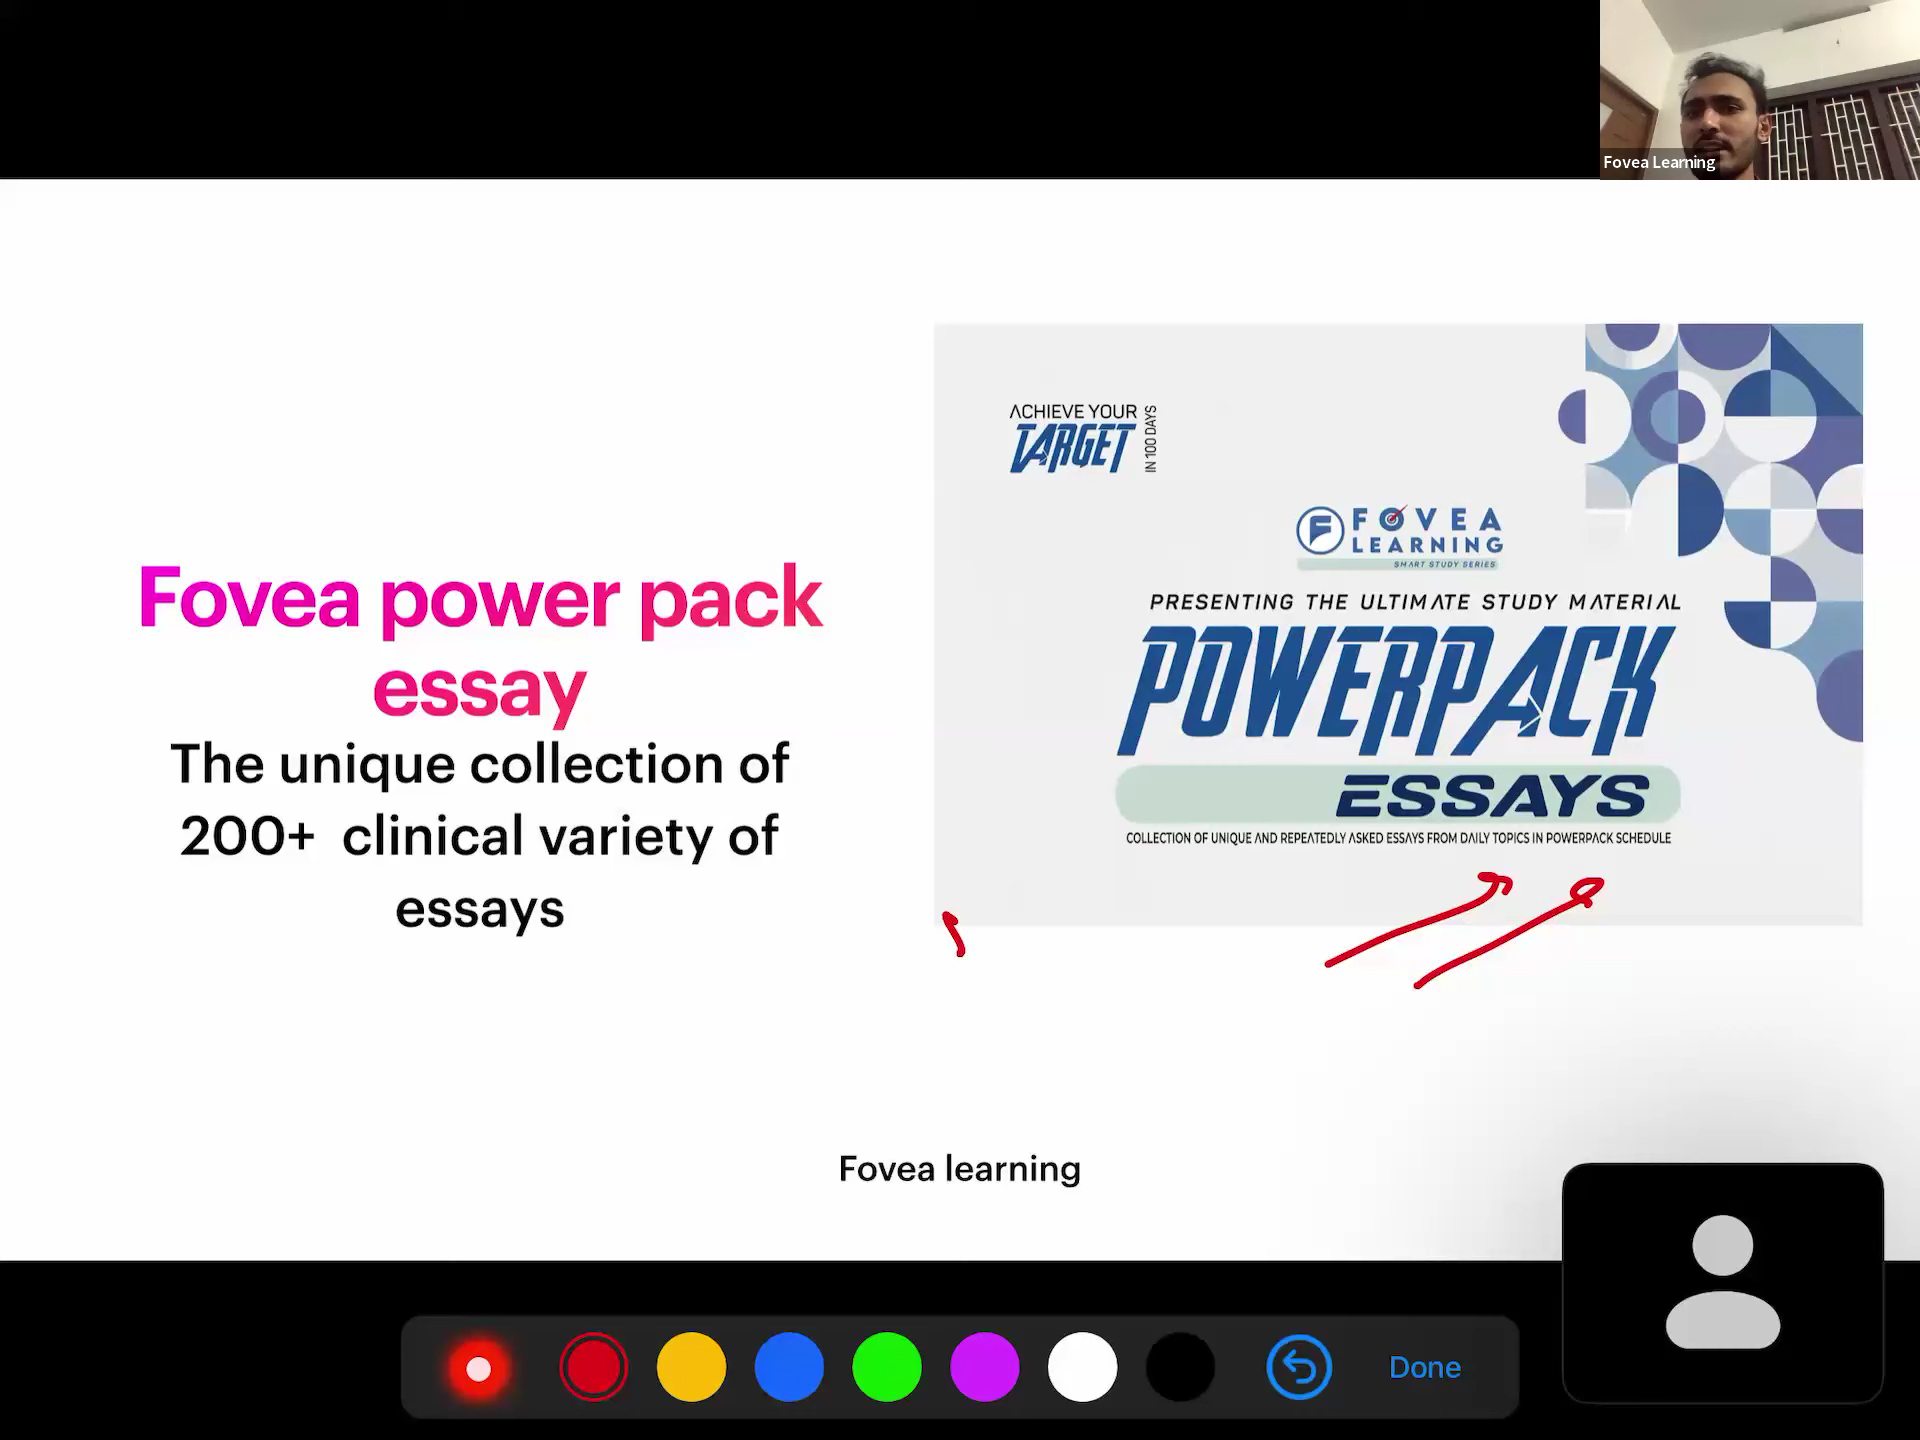 Fovea Learning
ACHIEVE YOUR
TARGET
IN 100 DAYS
F
FOVEA
LEARNING
SMART STUDY SERIES
PRESENTING THE ULTIMATE STUDY MATERIAL
POWERPACK
ESSAYS
COLLECTION OF UNIQUE AND REPEATEDLY ASKED ESSAYS FROM DAILY TOPICS IN POWERPACK SCHEDULE
Fovea power pack
essay
The unique collection of
200+ clinical variety of
essays
Fovea learning
Done